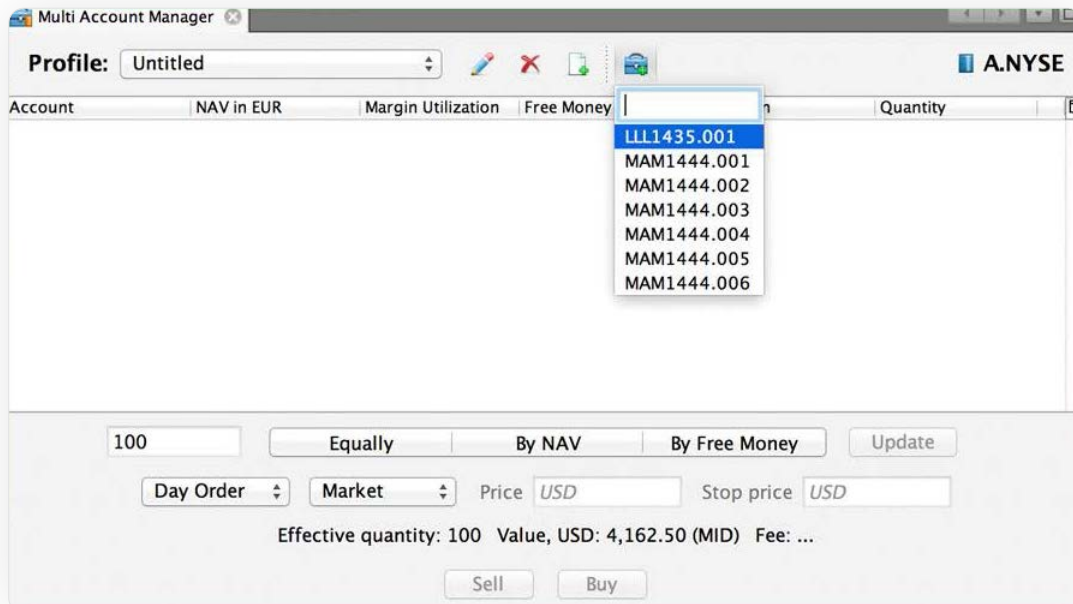 Multi Account Manager
Profile: Untitled A.NYSE
Account NAV in EUR Margin Utilization Free Money Quantity
LLL1435.001
MAM1444.001
MAM1444.002
MAM1444.003
MAM1444.004
MAM1444.005
MAM1444.006
100 Equally By NAV By Free Money Update
Day Order Market Price USD Stop price USD
Effective quantity: 100 Value, USD: 4,162.50 (MID) Fee: ...
Sell Buy